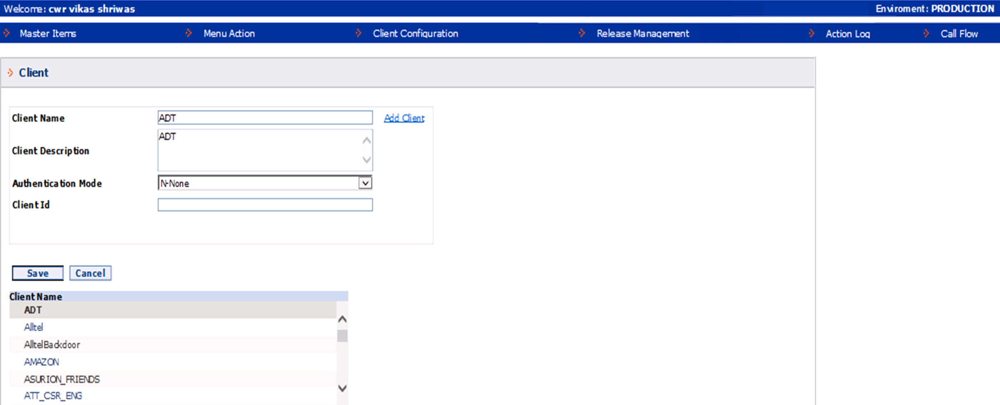 Welcome: cwr vikas shriwas
Enviroment: PRODUCTION
Master Items
Menu Action
Client Configuration
Release Management
Action Log
Call Flow
Client
Client Name
ADT
Add Client
Client Description
ADT
Authentication Mode
N-None
Client Id
Save
Cancel
Client Name
ADT
Alltel
AlltelBackdoor
AMAZON
ASURION_FRIENDS
ATT_CSR_ENG